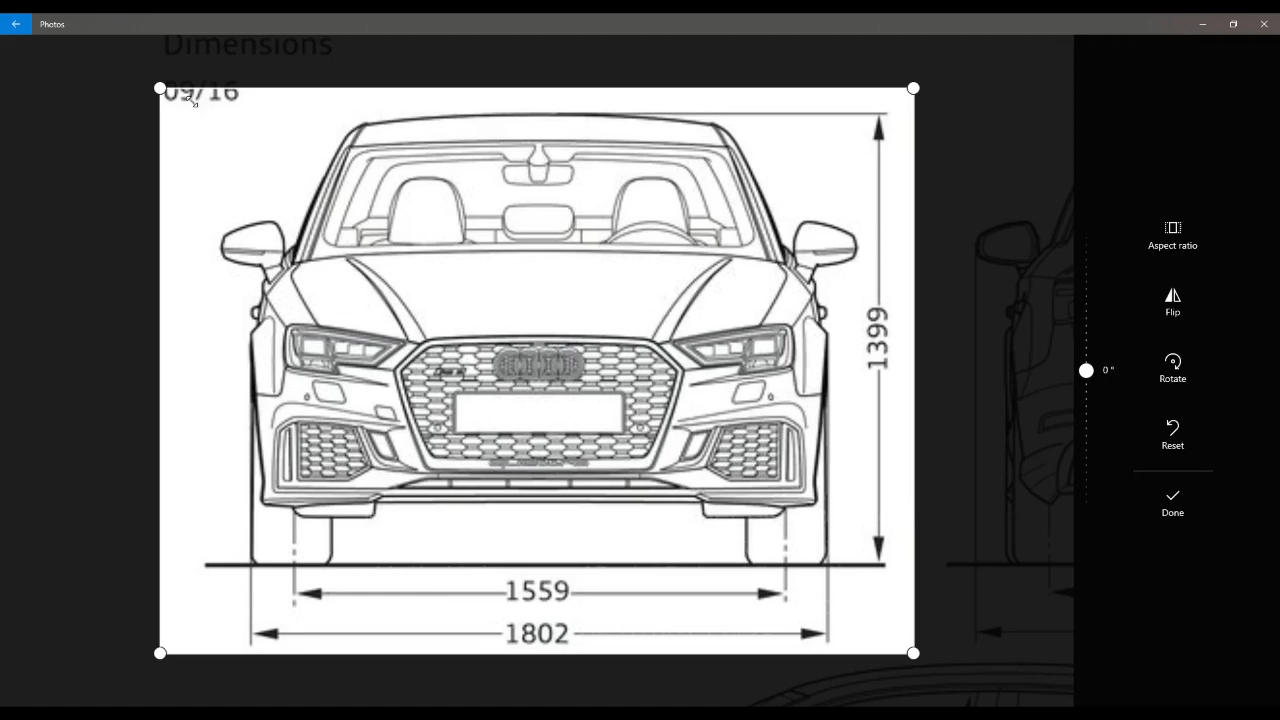 Photos
Dimensions
09/16
1399
1559
1802
Aspect ratio
Flip
0°
Rotate
Reset
Done